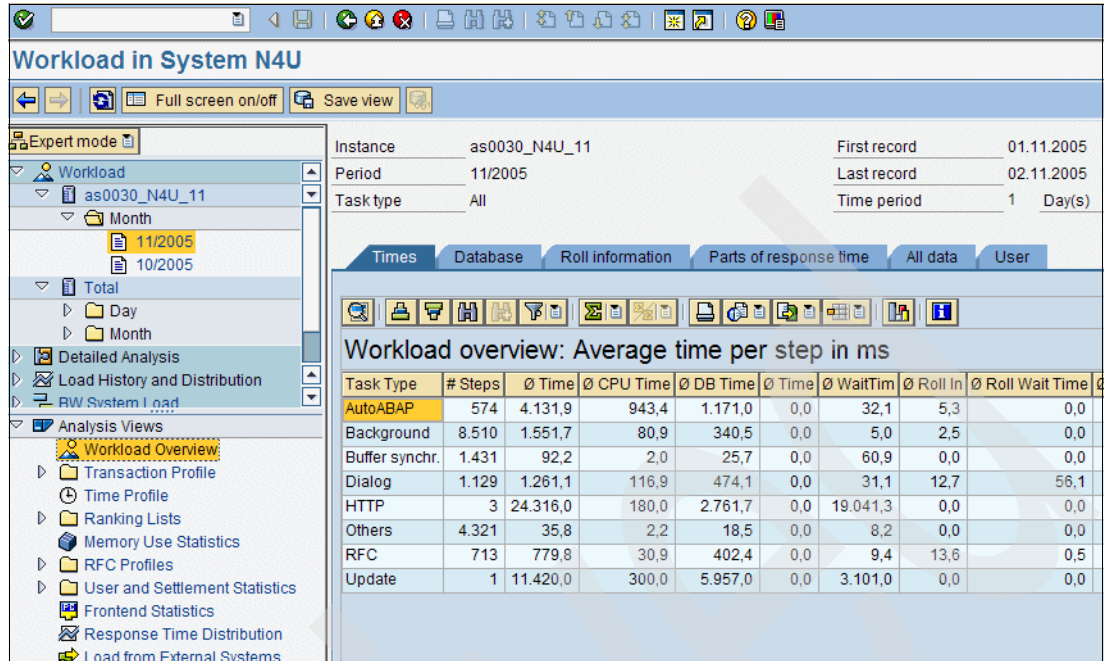 Workload in System N4U
Full screen on/off Save view
Expert mode
Workload
as0030_N4U_11
Month
11/2005
10/2005
Total
Day
Month
Detailed Analysis
Load History and Distribution
BW System Load
Analysis Views
Workload Overview
Transaction Profile
Time Profile
Ranking Lists
Memory Use Statistics
RFC Profiles
User and Settlement Statistics
Frontend Statistics
Response Time Distribution
Load from External Systems
Instance as0030_N4U_11 First record 01.11.2005
Period 11/2005 Last record 02.11.2005
Task type All Time period 1 Day(s)
Times Database Roll information Parts of response time All data User
Workload overview: Average time per step in ms
Task Type # Steps Ø Time Ø CPU Time Ø DB Time Ø Time Ø WaitTim Ø Roll In Ø Roll Wait Time Ø
AutoABAP 574 4.131,9 943,4 1.171,0 0,0 32,1 5,3 0,0
Background 8.510 1.551,7 80,9 340,5 0,0 5,0 2,5 0,0
Buffer synchr. 1.431 92,2 2,0 25,7 0,0 60,9 0,0 0,0
Dialog 1.129 1.261,1 116,9 474,1 0,0 31,1 12,7 56,1
HTTP 3 24.316,0 180,0 2.761,7 0,0 19.041,3 0,0 0,0
Others 4.321 35,8 2,2 18,5 0,0 8,2 0,0 0,0
RFC 713 779,8 30,9 402,4 0,0 9,4 13,6 0,5
Update 1 11.420,0 300,0 5.957,0 0,0 3.101,0 0,0 0,0